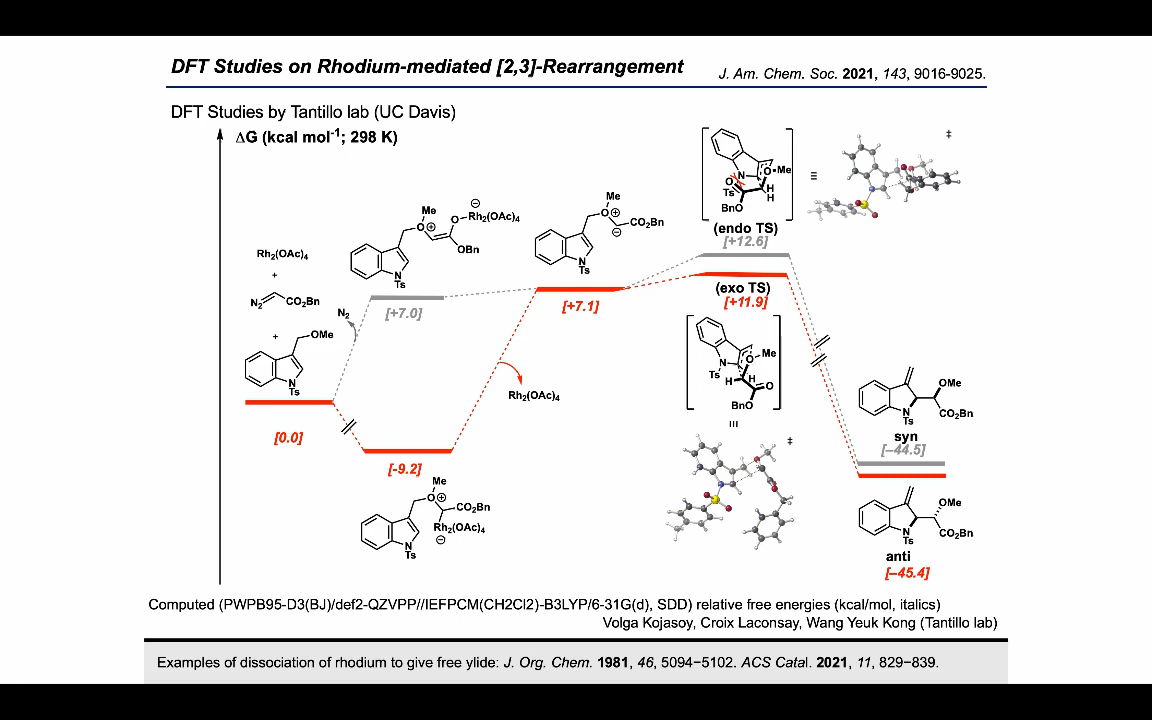 DFT Studies on Rhodium-mediated [2,3]-Rearrangement
J. Am. Chem. Soc. 2021, 143, 9016-9025.
DFT Studies by Tantillo lab (UC Davis)
ΔG (kcal mol⁻¹; 298 K)
Rh₂(OAc)₄
+
N₂ CO₂Bn
+
OMe
N
Ts
[0.0]
N₂
Me
O⊕
O
⊖
Rh₂(OAc)₄
OBn
N
Ts
[+7.0]
[-9.2]
Me
O⊕
CO₂Bn
Rh₂(OAc)₄
⊖
N
Ts
Rh₂(OAc)₄
Me
O⊕
CO₂Bn
⊖
N
Ts
[+7.1]
N
O
Me
O
Ts
H
H
BnO
‡
≡
(endo TS)
[+12.6]
(exo TS)
[+11.9]
N
O
Me
Ts
H
H
O
BnO
≡
‡
OMe
CO₂Bn
N
Ts
syn
[–44.5]
OMe
CO₂Bn
N
Ts
anti
[–45.4]
Computed (PWPB95-D3(BJ)/def2-QZVPP//IEFPCM(CH2Cl2)-B3LYP/6-31G(d), SDD) relative free energies (kcal/mol, italics)
Volga Kojasoy, Croix Laconsay, Wang Yeuk Kong (Tantillo lab)
Examples of dissociation of rhodium to give free ylide: J. Org. Chem. 1981, 46, 5094−5102. ACS Catal. 2021, 11, 829−839.